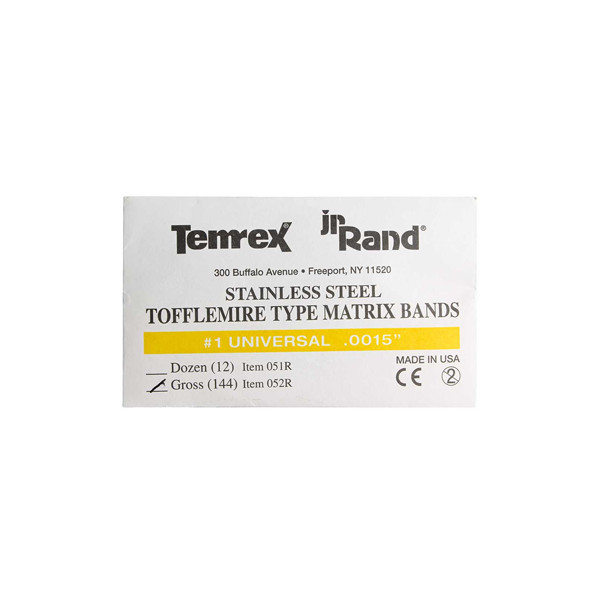 Temrex® jnRand®
300 Buffalo Avenue • Freeport, NY 11520
STAINLESS STEEL
TOFFLEMIRE TYPE MATRIX BANDS
#1 UNIVERSAL .0015"
Dozen (12) Item 051R
Gross (144) Item 052R
MADE IN USA
CE 2